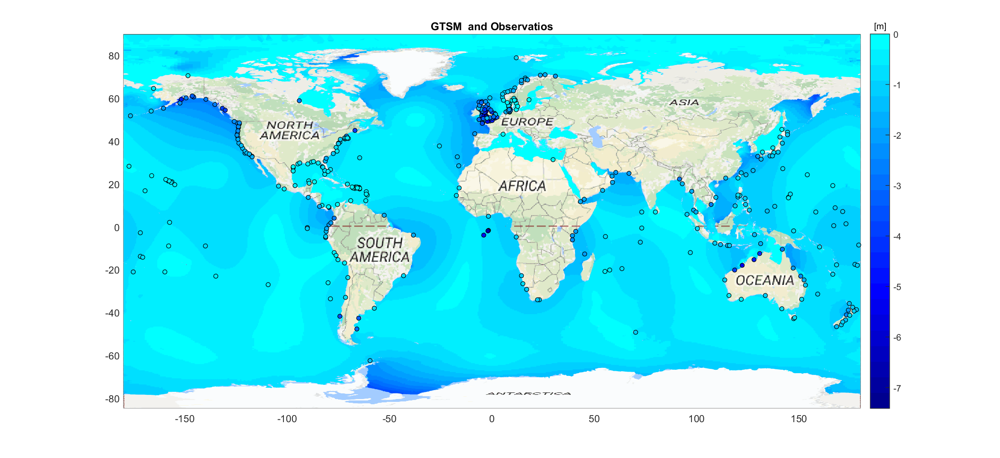 GTSM  and Observatios
[m]
80
60
40
20
0
-20
-40
-60
-80
NORTH
AMERICA
EUROPE
ASIA
AFRICA
SOUTH
AMERICA
OCEANIA
ANTARCTICA
-150
-100
-50
0
50
100
150
0
-1
-2
-3
-4
-5
-6
-7